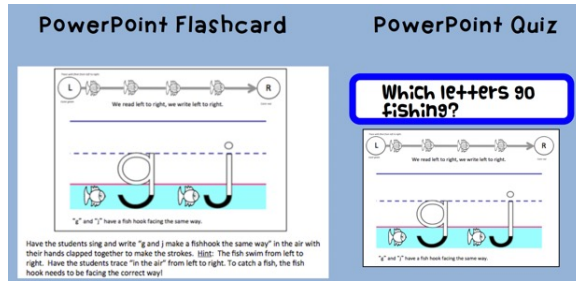 PowerPoint Flashcard
L
R
We read left to right, we write left to right.
g j
"g" and "j" have a fish hook facing the same way.
Have the students sing and write "g and j make a fishhook the same way" in the air with
their hands clapped together to make the strokes. Hint: The fish swim from left to
right. Have the students trace "in the air" from left to right. To catch a fish, the fish
hook needs to be facing the correct way!
PowerPoint Quiz
Which letters go
fishing?
L
R
We read left to right, we write left to right.
g j
"g" and "j" have a fish hook facing the same way.